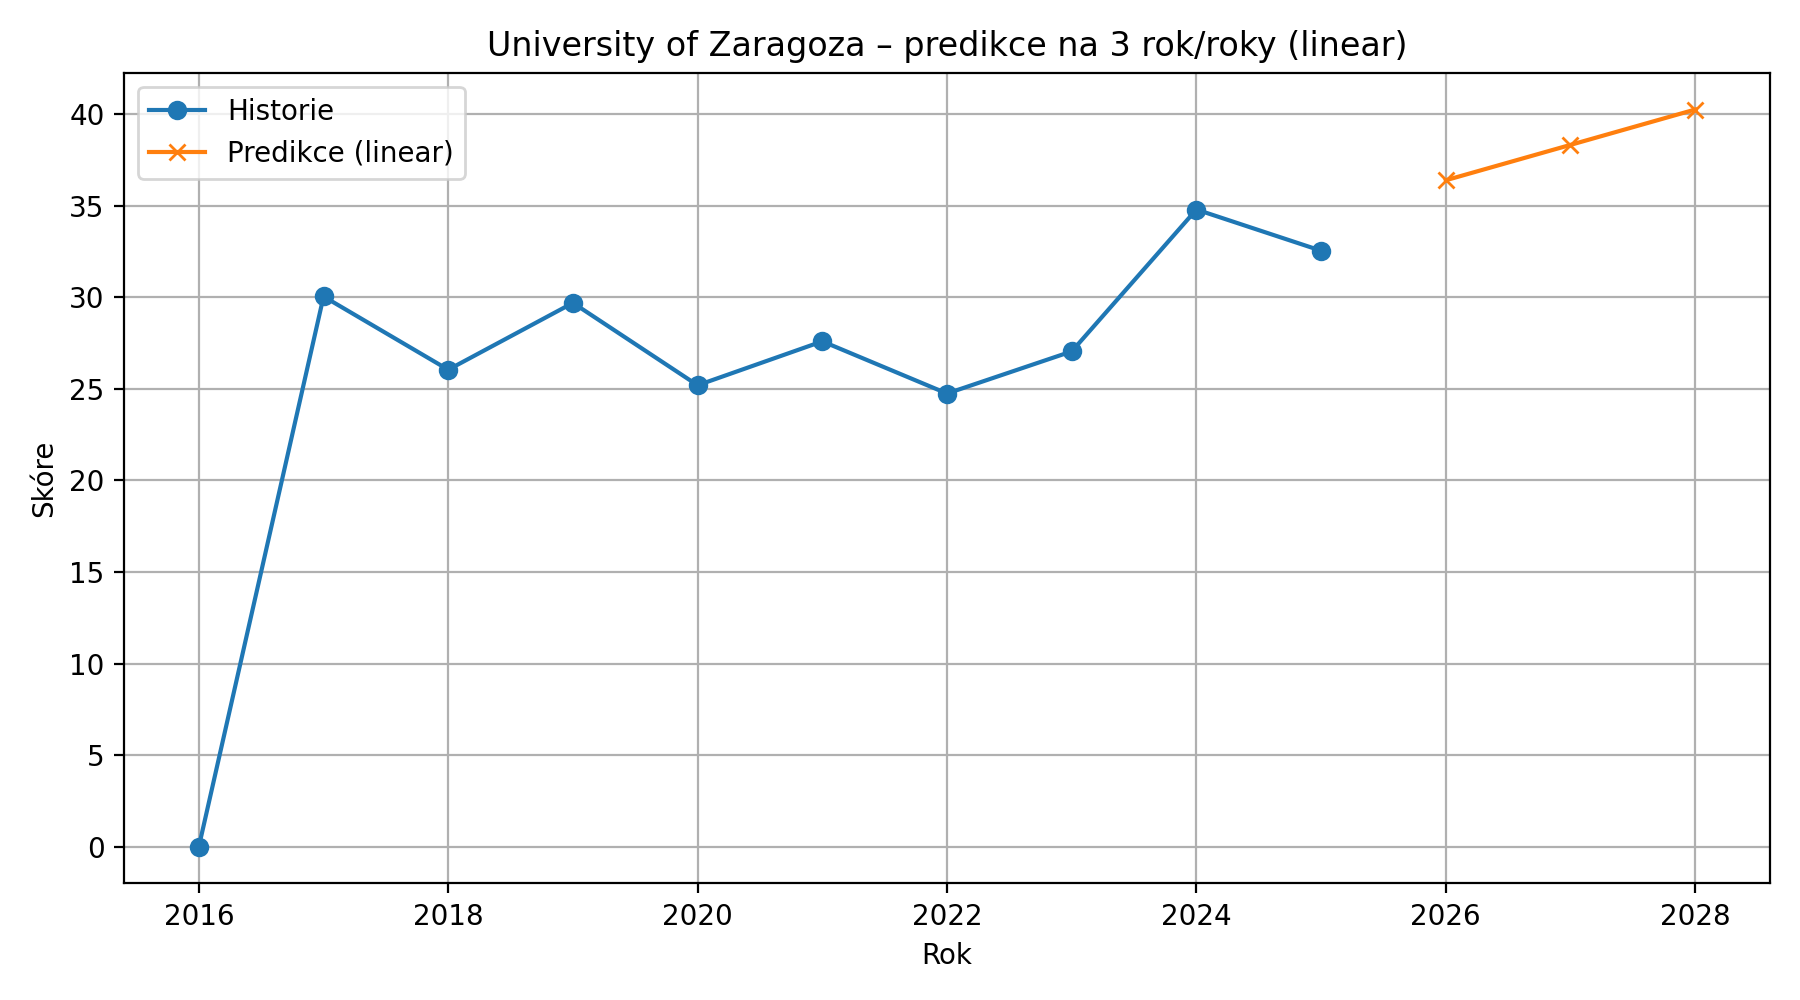 University of Zaragoza – predikce na 3 rok/roky (linear)
Historie
Predikce (linear)
40
35
30
25
20
15
10
5
0
Skóre
2016 2018 2020 2022 2024 2026 2028
Rok